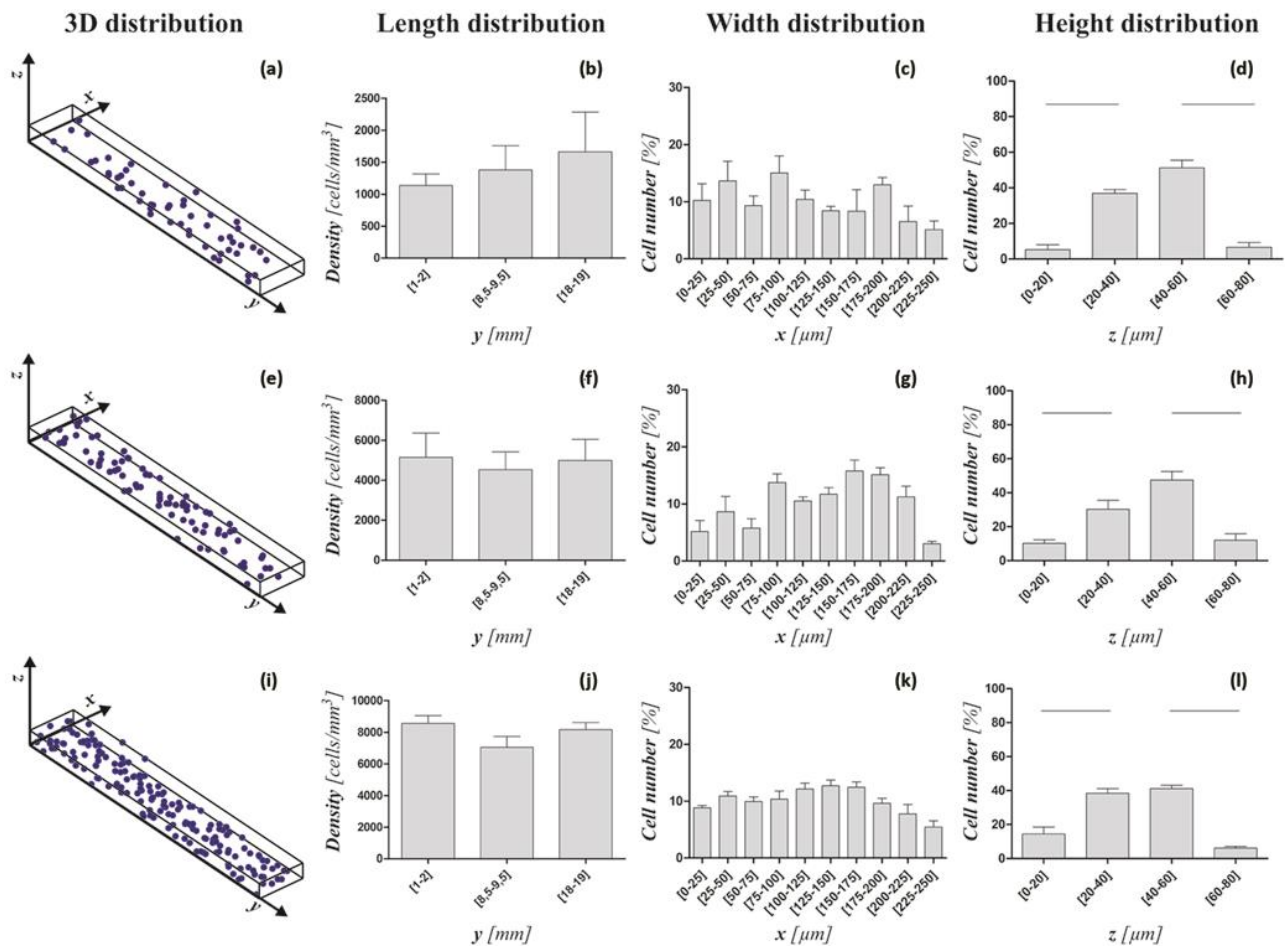 3D distribution Length distribution Width distribution Height distribution
(a)
z
x
y
(b)
Density [cells/mm³]
2500
2000
1500
1000
500
0
[1-2] [8,5-9,5] [18-19]
y [mm]
(c)
Cell number [%]
30
20
10
0
[0-25] [25-50] [50-75] [75-100] [100-125] [125-150] [150-175] [175-200] [200-225] [225-250]
x [µm]
(d)
Cell number [%]
100
80
60
40
20
0
[0-20] [20-40] [40-60] [60-80]
z [µm]
(e)
z
x
y
(f)
Density [cells/mm³]
8000
6000
4000
2000
0
[1-2] [8,5-9,5] [18-19]
y [mm]
(g)
Cell number [%]
30
20
10
0
[0-25] [25-50] [50-75] [75-100] [100-125] [125-150] [150-175] [175-200] [200-225] [225-250]
x [µm]
(h)
Cell number [%]
100
80
60
40
20
0
[0-20] [20-40] [40-60] [60-80]
z [µm]
(i)
z
x
y
(j)
Density [cells/mm³]
10000
8000
6000
4000
2000
0
[1-2] [8,5-9,5] [18-19]
y [mm]
(k)
Cell number [%]
30
20
10
0
[0-25] [25-50] [50-75] [75-100] [100-125] [125-150] [150-175] [175-200] [200-225] [225-250]
x [µm]
(l)
Cell number [%]
100
80
60
40
20
0
[0-20] [20-40] [40-60] [60-80]
z [µm]